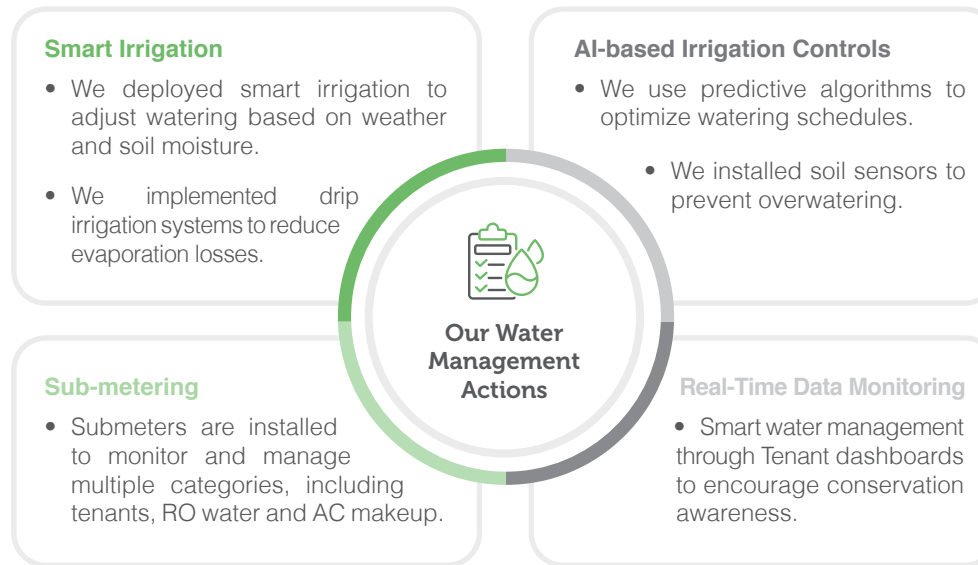 Smart Irrigation
• We deployed smart irrigation to
adjust watering based on weather
and soil moisture.
• We implemented drip
irrigation systems to reduce
evaporation losses.
AI-based Irrigation Controls
• We use predictive algorithms to
optimize watering schedules.
• We installed soil sensors to
prevent overwatering.
Our Water
Management
Actions
Sub-metering
• Submeters are installed
to monitor and manage
multiple categories, including
tenants, RO water and AC makeup.
Real-Time Data Monitoring
• Smart water management
through Tenant dashboards
to encourage conservation
awareness.